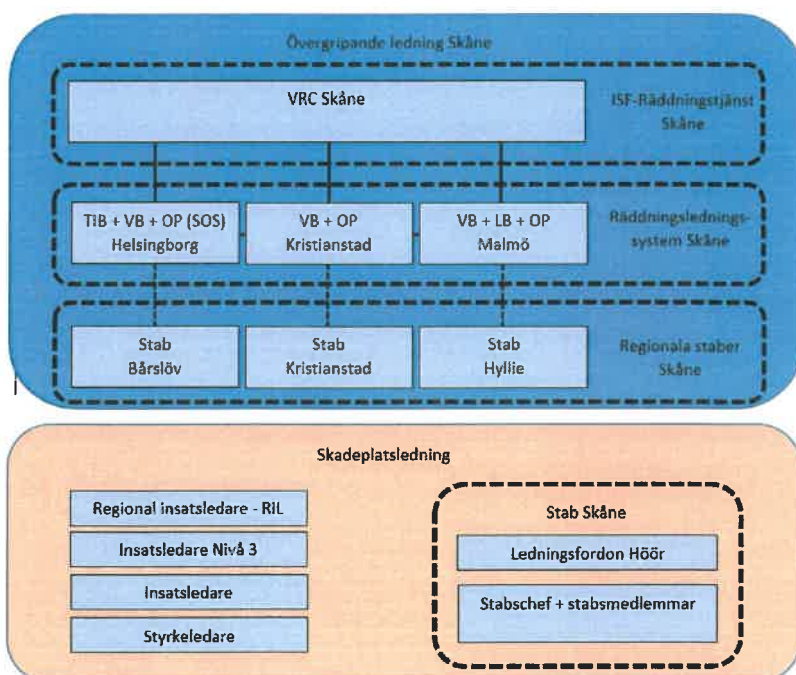 Övergripande ledning Skåne
VRC Skåne
ISF-Räddningstjänst
Skåne
TIB + VB + OP (SOS)
Helsingborg
VB + OP
Kristianstad
VB + LB + OP
Malmö
Räddningslednings-
system Skåne
Stab
Bårslöv
Stab
Kristianstad
Stab
Hyllie
Regionala staber
Skåne
i
Skadeplatsledning
Regional insatsledare - RIL
Insatsledare Nivå 3
Insatsledare
Styrkeledare
Stab Skåne
Ledningsfordon Höör
Stabschef + stabsmedlemmar